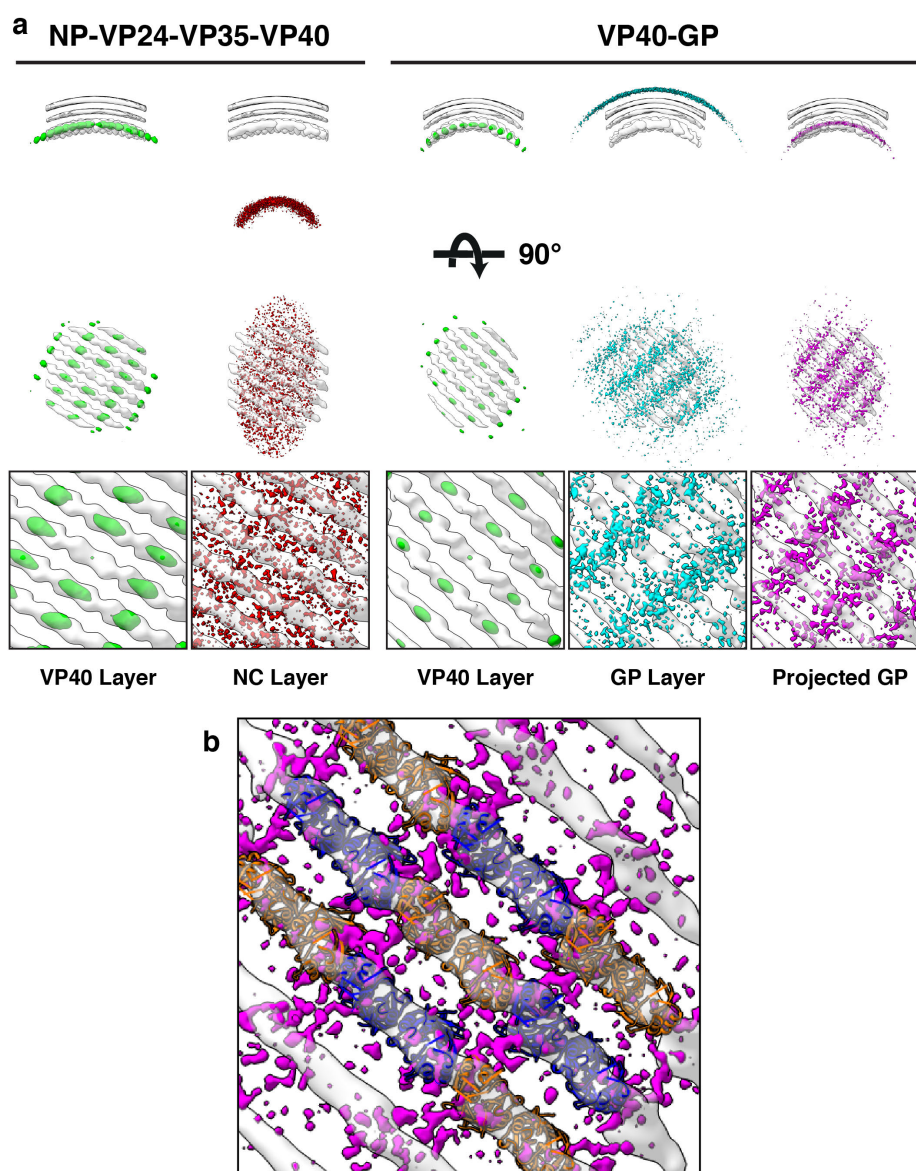 a
NP-VP24-VP35-VP40
VP40-GP
90°
VP40 Layer
NC Layer
VP40 Layer
GP Layer
Projected GP
b